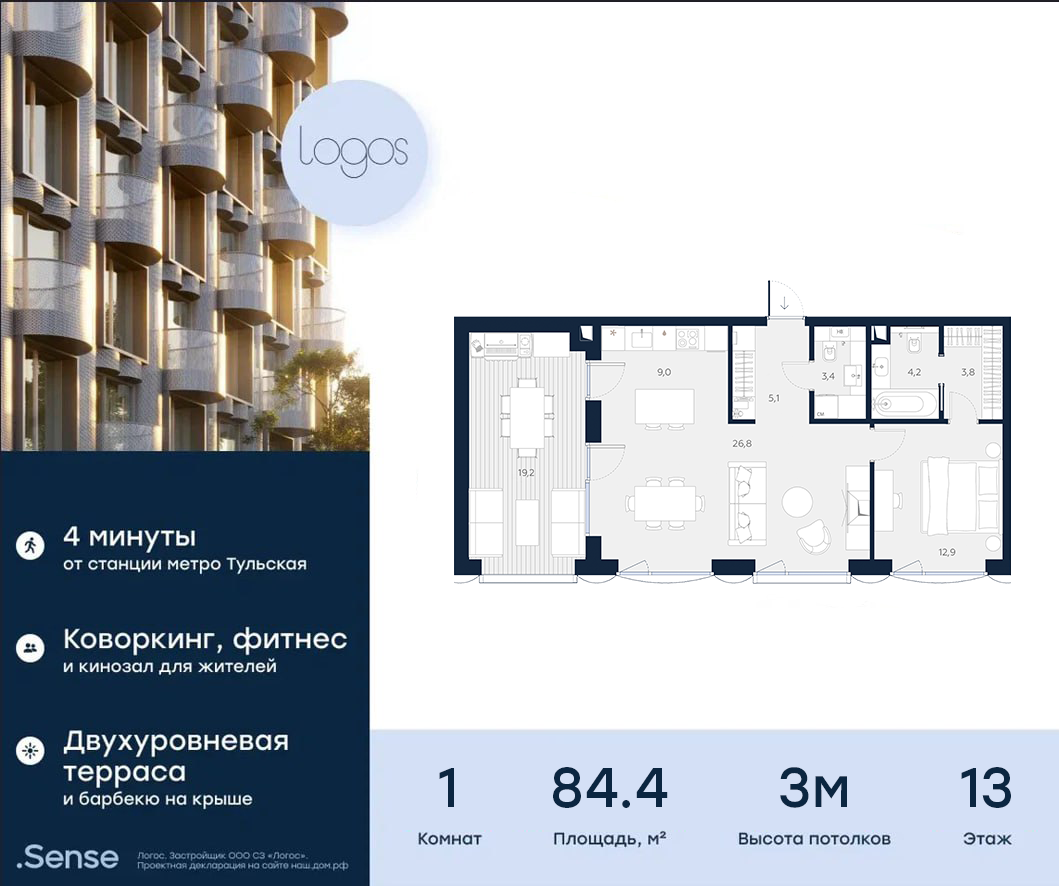 logos
4 минуты
от станции метро Тульская
Коворкинг, фитнес
и кинозал для жителей
Двухуровневая
терраса
и барбекю на крыше
.Sense
Логос. Застройщик ООО СЗ «Логос».
Проектная декларация на сайте наш.дом.рф
9,0
5,1
3,4
4,2
3,8
26,8
19,2
12,9
СМ
1
Комнат
84.4
Площадь, м²
3м
Высота потолков
13
Этаж